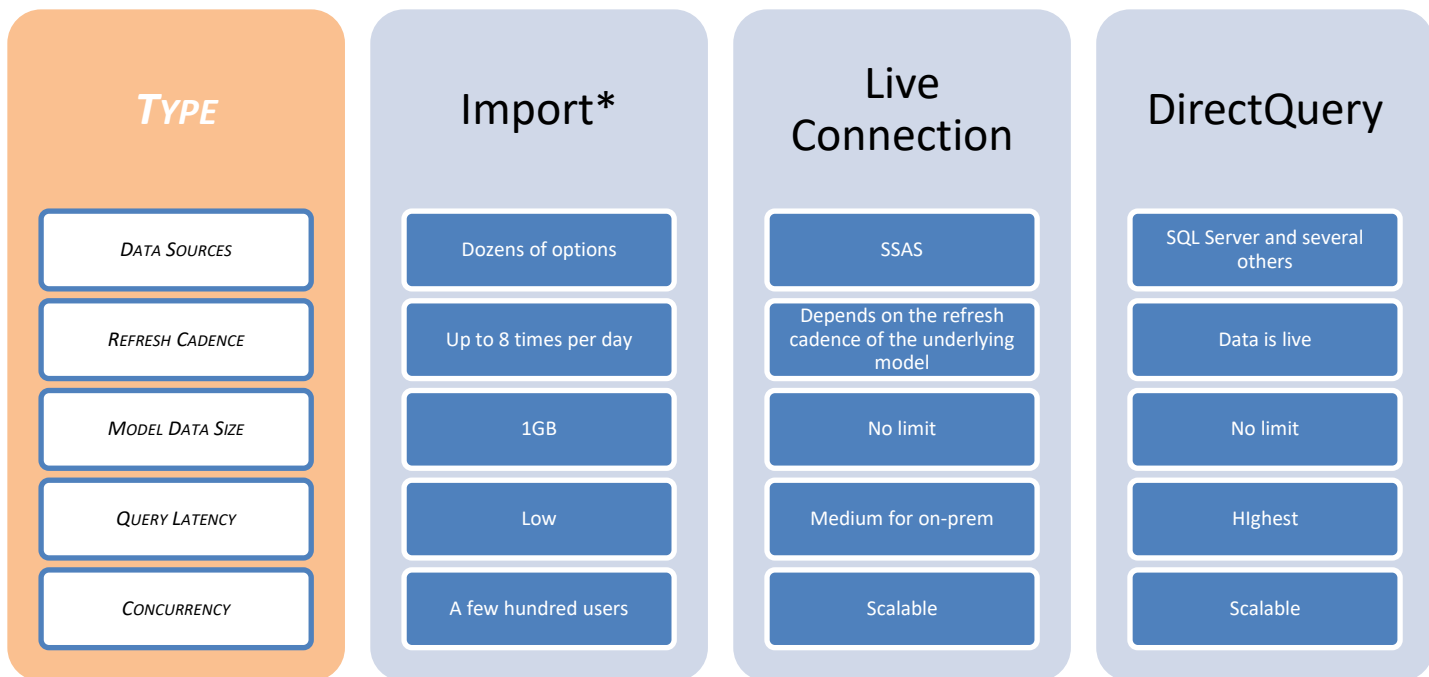 TYPE
Import*
Live
Connection
DirectQuery
DATA SOURCES
Dozens of options
SSAS
SQL Server and several
others
REFRESH CADENCE
Up to 8 times per day
Depends on the refresh
cadence of the underlying
model
Data is live
MODEL DATA SIZE
1GB
No limit
No limit
QUERY LATENCY
Low
Medium for on-prem
HIghest
CONCURRENCY
A few hundred users
Scalable
Scalable